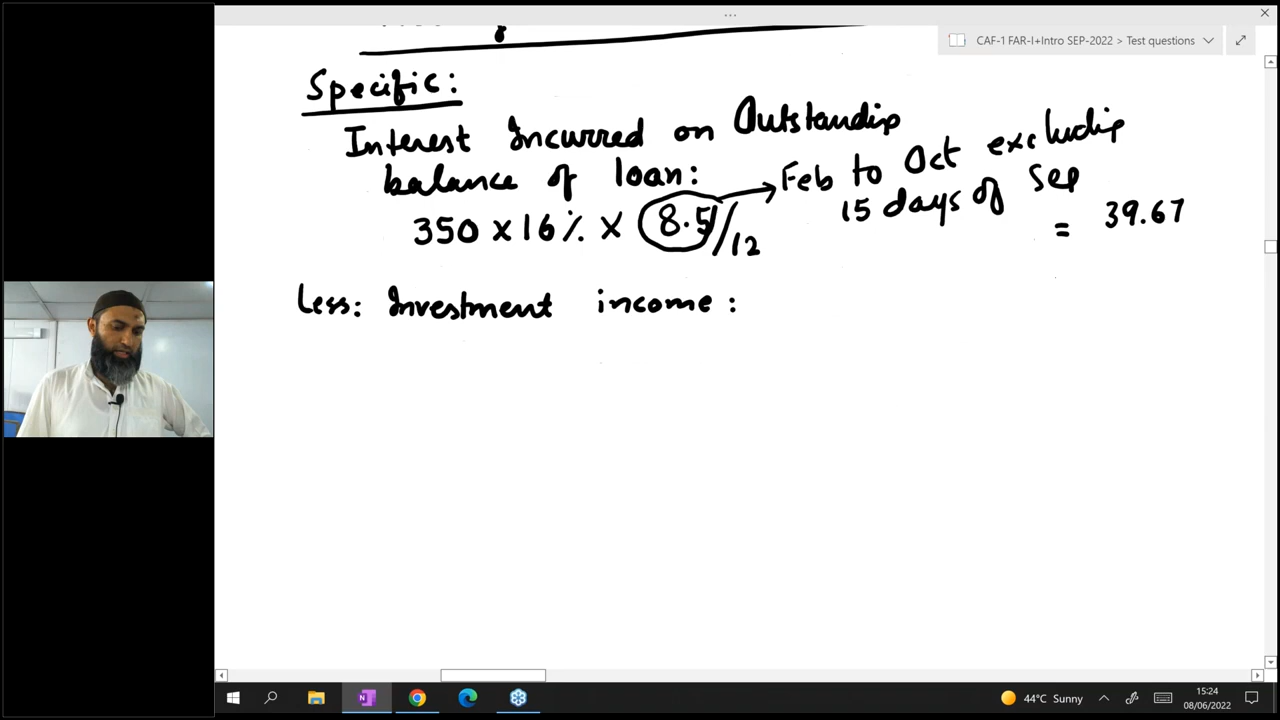 CAF-1 FAR-I+Intro SEP-2022 > Test questions
Specific:
Interest Incurred on Outstanding
balance of loan:
Feb to Oct excluding
15 days of Sep
350 x 16% x 8.5/12
= 39.67
Less: Investment income:
44°C Sunny
15:24
08/06/2022